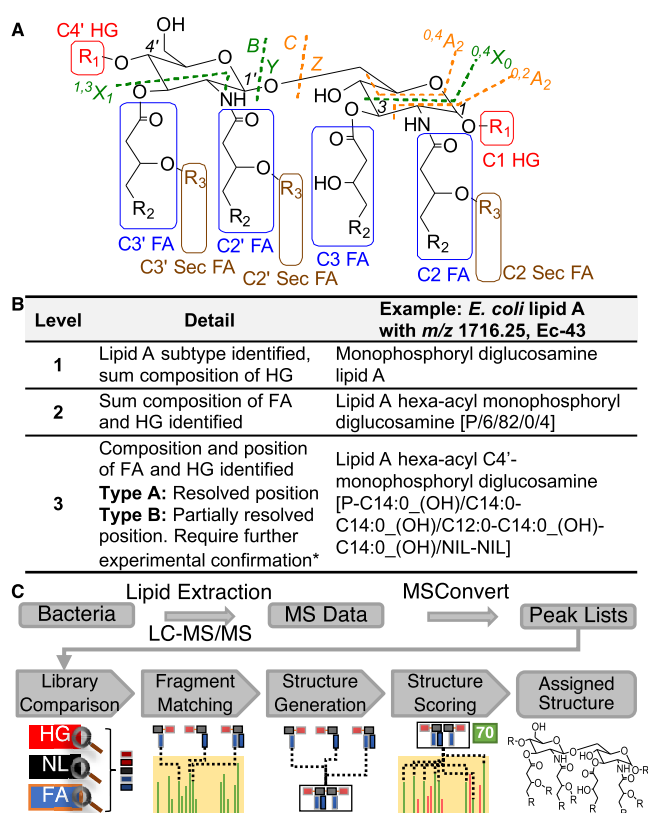 A
C4' HG
OH
R1
O
4'
HO
O
B
Y
1'
C
Z
0,4A2
0,4X0
0,2A2
1,3X1
O
NH
O
HO
3
O
HN
1
O
R1
C1 HG
O
O
O
O
O
R3
O
R3
HO
O
R3
R2
R2
R2
R2
C3' FA
C2' FA
C3 FA
C2 FA
C2 Sec FA
C3' Sec FA
C2' Sec FA
B
Level
Detail
Example: E. coli lipid A
with m/z 1716.25, Ec-43
1
Lipid A subtype identified,
sum composition of HG
Monophosphoryl diglucosamine
lipid A
2
Sum composition of FA
and HG identified
Lipid A hexa-acyl monophosphoryl
diglucosamine [P/6/82/0/4]
3
Composition and position
of FA and HG identified
Type A: Resolved position
Type B: Partially resolved
position. Require further
experimental confirmation*
Lipid A hexa-acyl C4’-
monophosphoryl diglucosamine
[P-C14:0_(OH)/C14:0-
C14:0_(OH)/C12:0-C14:0_(OH)-
C14:0_(OH)/NIL-NIL]
C
Lipid Extraction
MSConvert
Bacteria
MS Data
Peak Lists
LC-MS/MS
Library
Comparison
Fragment
Matching
Structure
Generation
Structure
Scoring
Assigned
Structure
HG
NL
FA
70